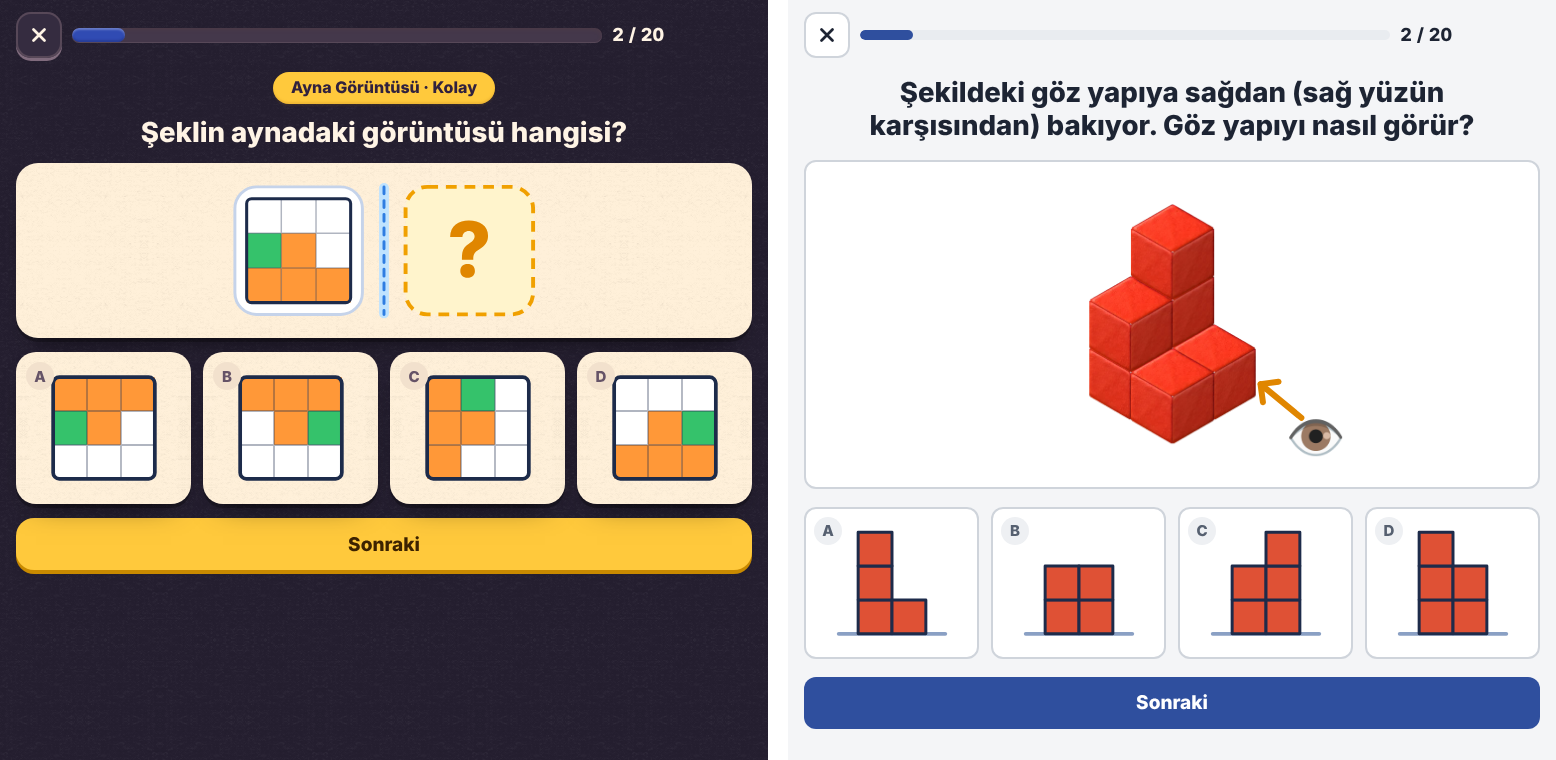 2 / 20
Ayna Görüntüsü · Kolay
Şeklin aynadaki görüntüsü hangisi?
?
A
B
C
D
Sonraki
2 / 20
Şekildeki göz yapıya sağdan (sağ yüzün
karşısından) bakıyor. Göz yapıyı nasıl görür?
A
B
C
D
Sonraki